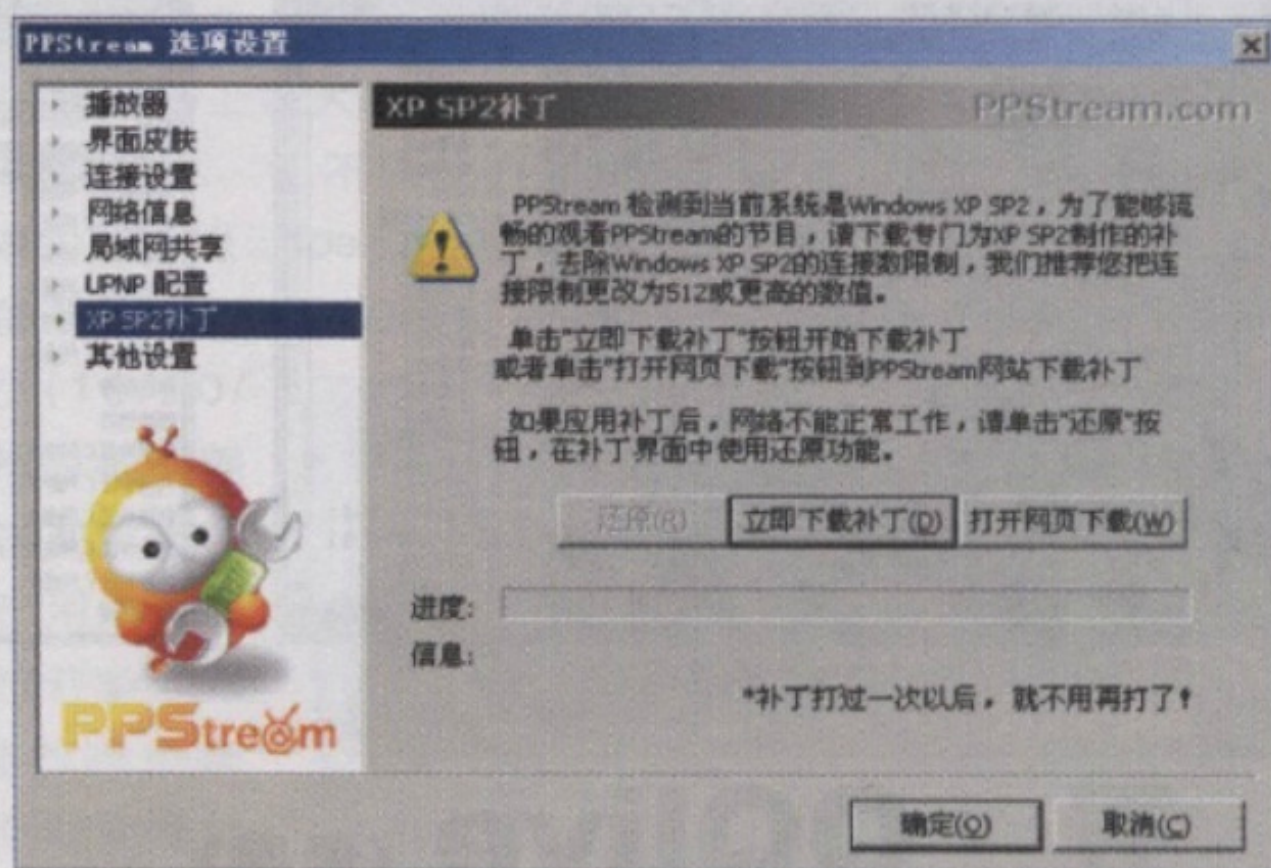 PPStream 选项设置
播放器
界面皮肤
连接设置
网络信息
局域网共享
UPNP 配置
XP SP2补丁
其他设置
PPStream
XP SP2补丁
PPStream.com
PPStream 检测到当前系统是Windows XP SP2，为了能够流
畅的观看PPStream的节目，请下载专门为XP SP2制作的补
丁，去除Windows XP SP2的连接数限制，我们推荐您把连
接限制更改为512或更高的数值。
单击"立即下载补丁"按钮开始下载补丁
或者单击"打开网页下载"按钮到PPStream网站下载补丁
如果应用补丁后，网络不能正常工作，请单击"还原"按
钮，在补丁界面中使用还原功能。
还原(R) 立即下载补丁(D) 打开网页下载(W)
进度:
信息:
*补丁打过一次以后，就不用再打了!
确定(O) 取消(C)